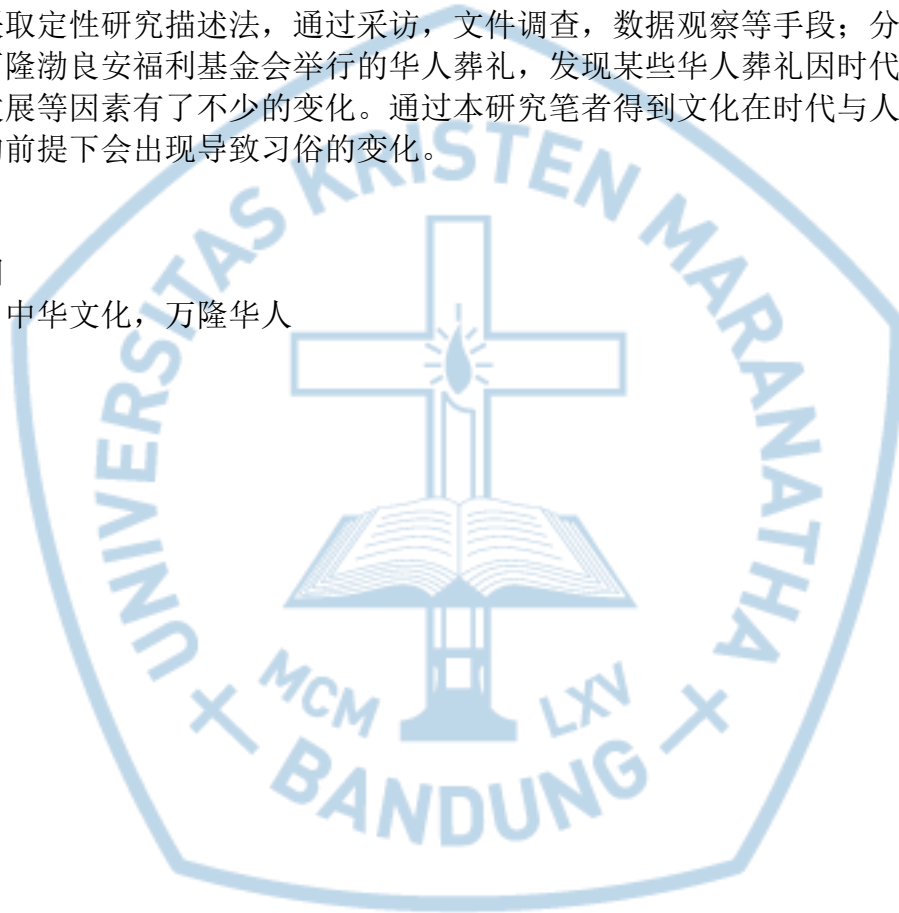 取定性研究描述法，通过采访，文件调查，数据观察等手段；分
隆渤良安福利基金会举行的华人葬礼，发现某些华人葬礼因时代
展等因素有了不少的变化。通过本研究笔者得到文化在时代与人
前提下会出现导致习俗的变化。
中华文化，万隆华人
UNIVERSITAS KRISTEN MARANATHA
MCM LXV
BANDUNG